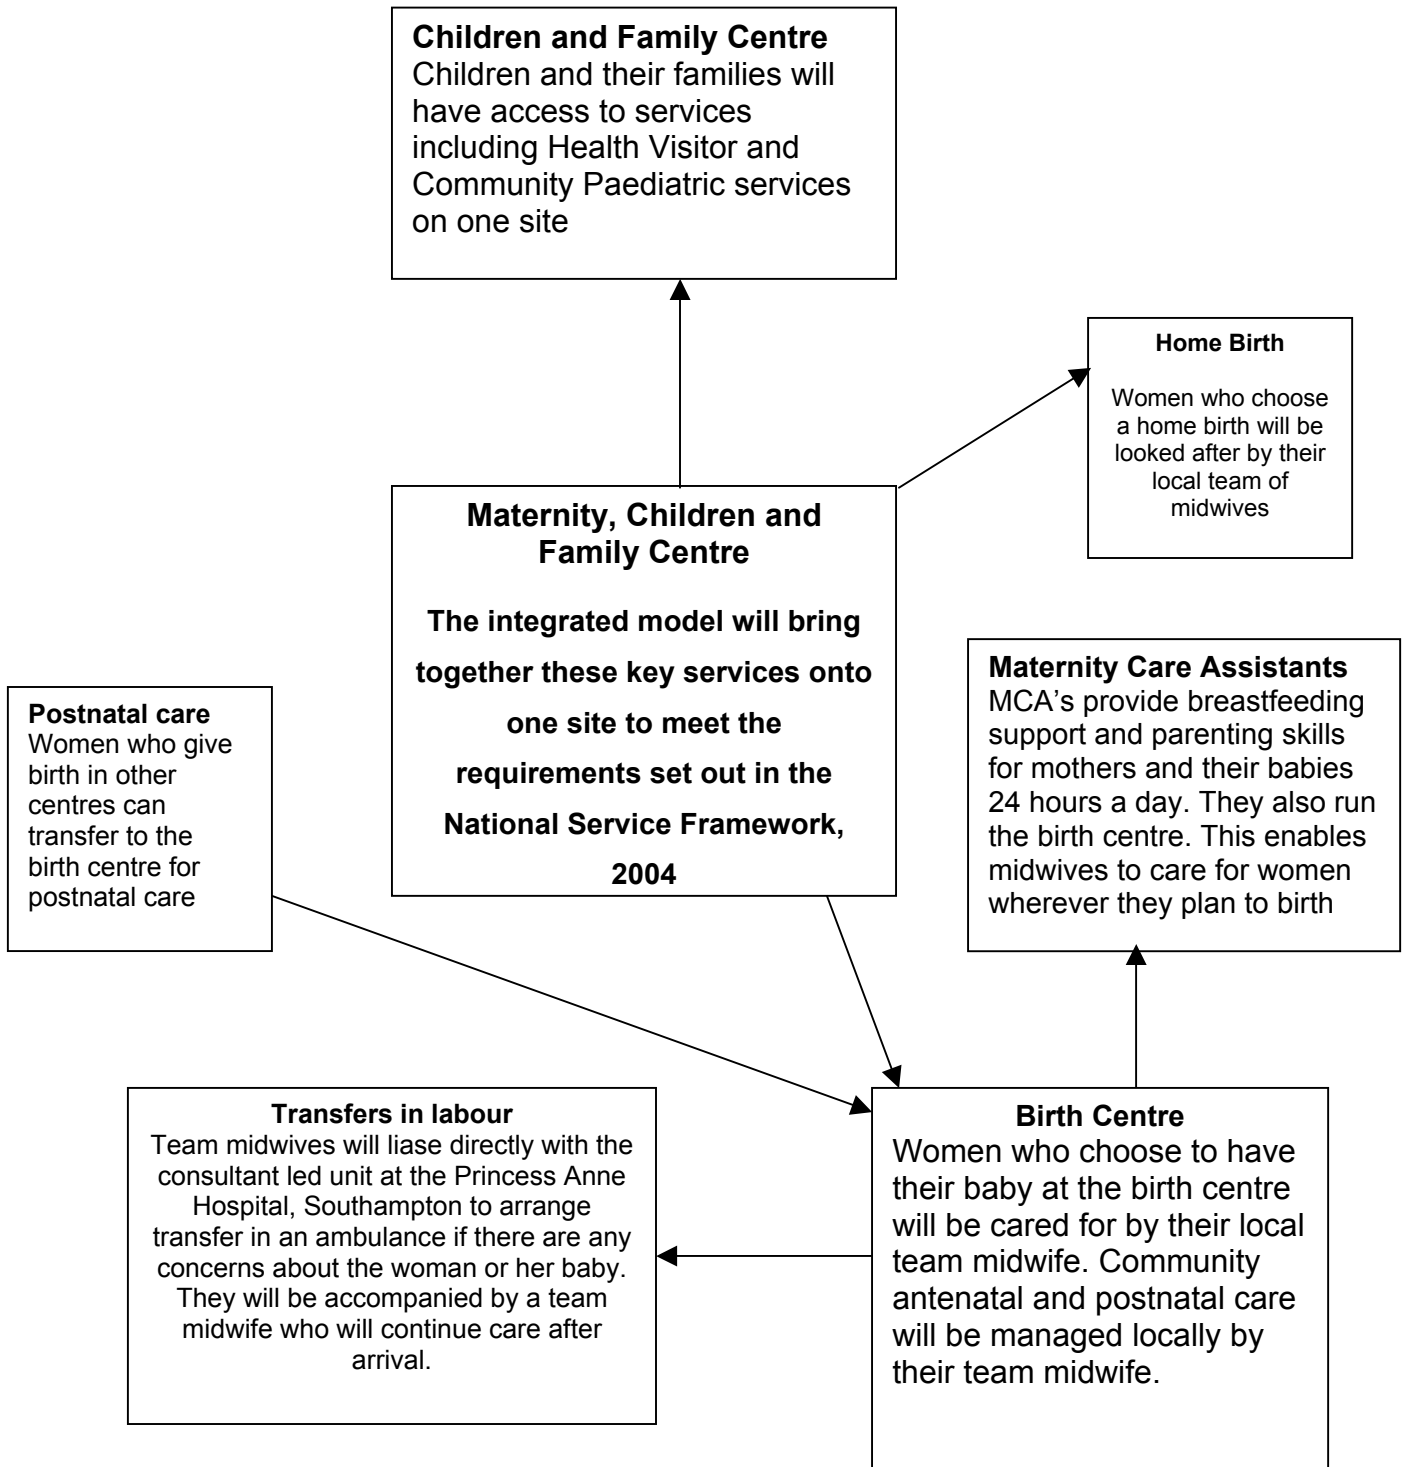 Children and Family Centre
Children and their families will
have access to services
including Health Visitor and
Community Paediatric services
on one site
Home Birth
Women who choose
a home birth will be
looked after by their
local team of
midwives
Maternity, Children and
Family Centre
The integrated model will bring
together these key services onto
one site to meet the
requirements set out in the
National Service Framework,
2004
Maternity Care Assistants
MCA’s provide breastfeeding
support and parenting skills
for mothers and their babies
24 hours a day. They also run
the birth centre. This enables
midwives to care for women
wherever they plan to birth
Postnatal care
Women who give
birth in other
centres can
transfer to the
birth centre for
postnatal care
Transfers in labour
Team midwives will liase directly with the
consultant led unit at the Princess Anne
Hospital, Southampton to arrange
transfer in an ambulance if there are any
concerns about the woman or her baby.
They will be accompanied by a team
midwife who will continue care after
arrival.
Birth Centre
Women who choose to have
their baby at the birth centre
will be cared for by their local
team midwife. Community
antenatal and postnatal care
will be managed locally by
their team midwife.